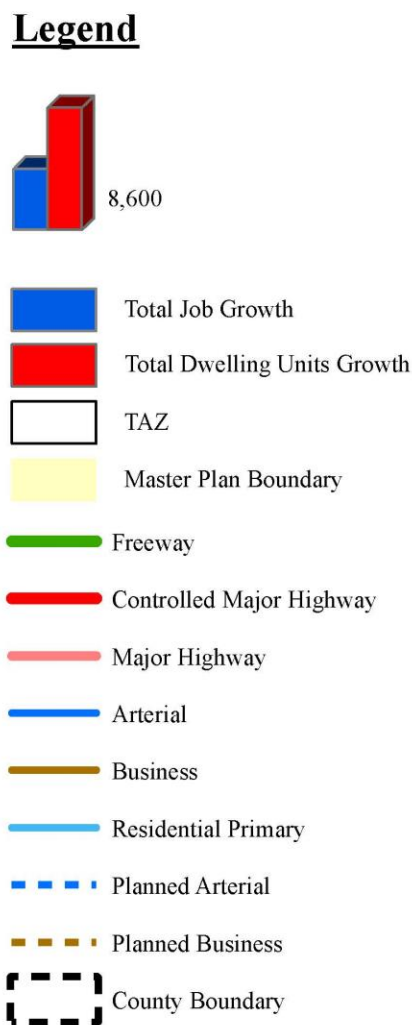 Legend
8,600
Total Job Growth
Total Dwelling Units Growth
TAZ
Master Plan Boundary
Freeway
Controlled Major Highway
Major Highway
Arterial
Business
Residential Primary
Planned Arterial
Planned Business
County Boundary